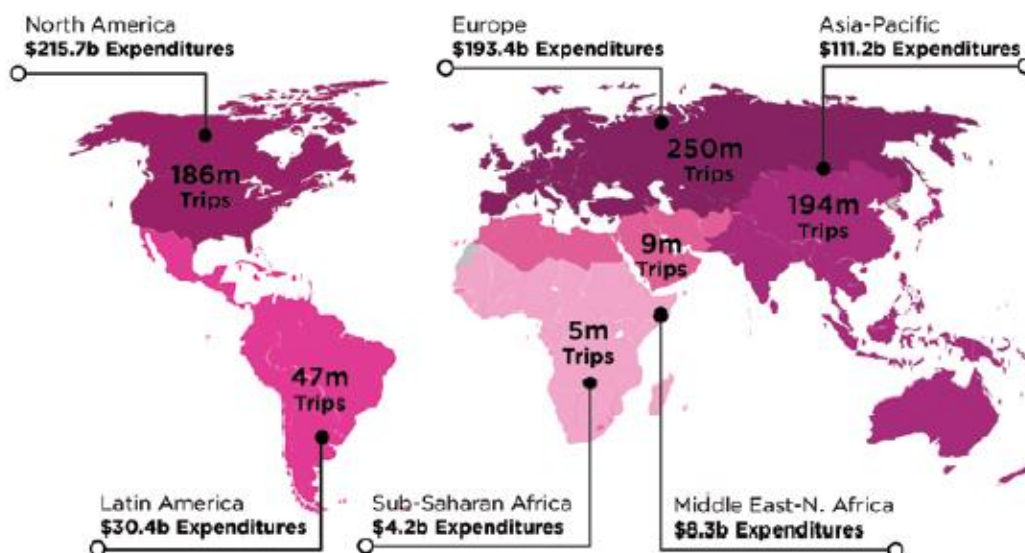 North America
$215.7b Expenditures
Europe
$193.4b Expenditures
Asia-Pacific
$111.2b Expenditures
186m
Trips
250m
Trips
194m
Trips
9m
Trips
5m
Trips
47m
Trips
Latin America
$30.4b Expenditures
Sub-Saharan Africa
$4.2b Expenditures
Middle East-N. Africa
$8.3b Expenditures